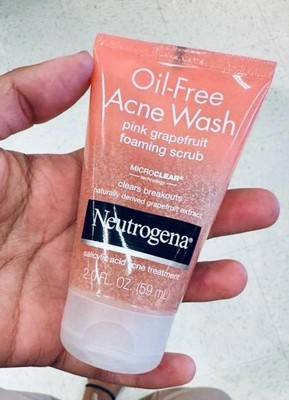 Oil-Free
Acne Wash
pink grapefruit
foaming scrub
MICROCLEAR®
technology
clears breakouts
naturally derived grapefruit extract
Neutrogena®
salicylic acid acne treatment
2.0 FL. OZ. (59 mL)